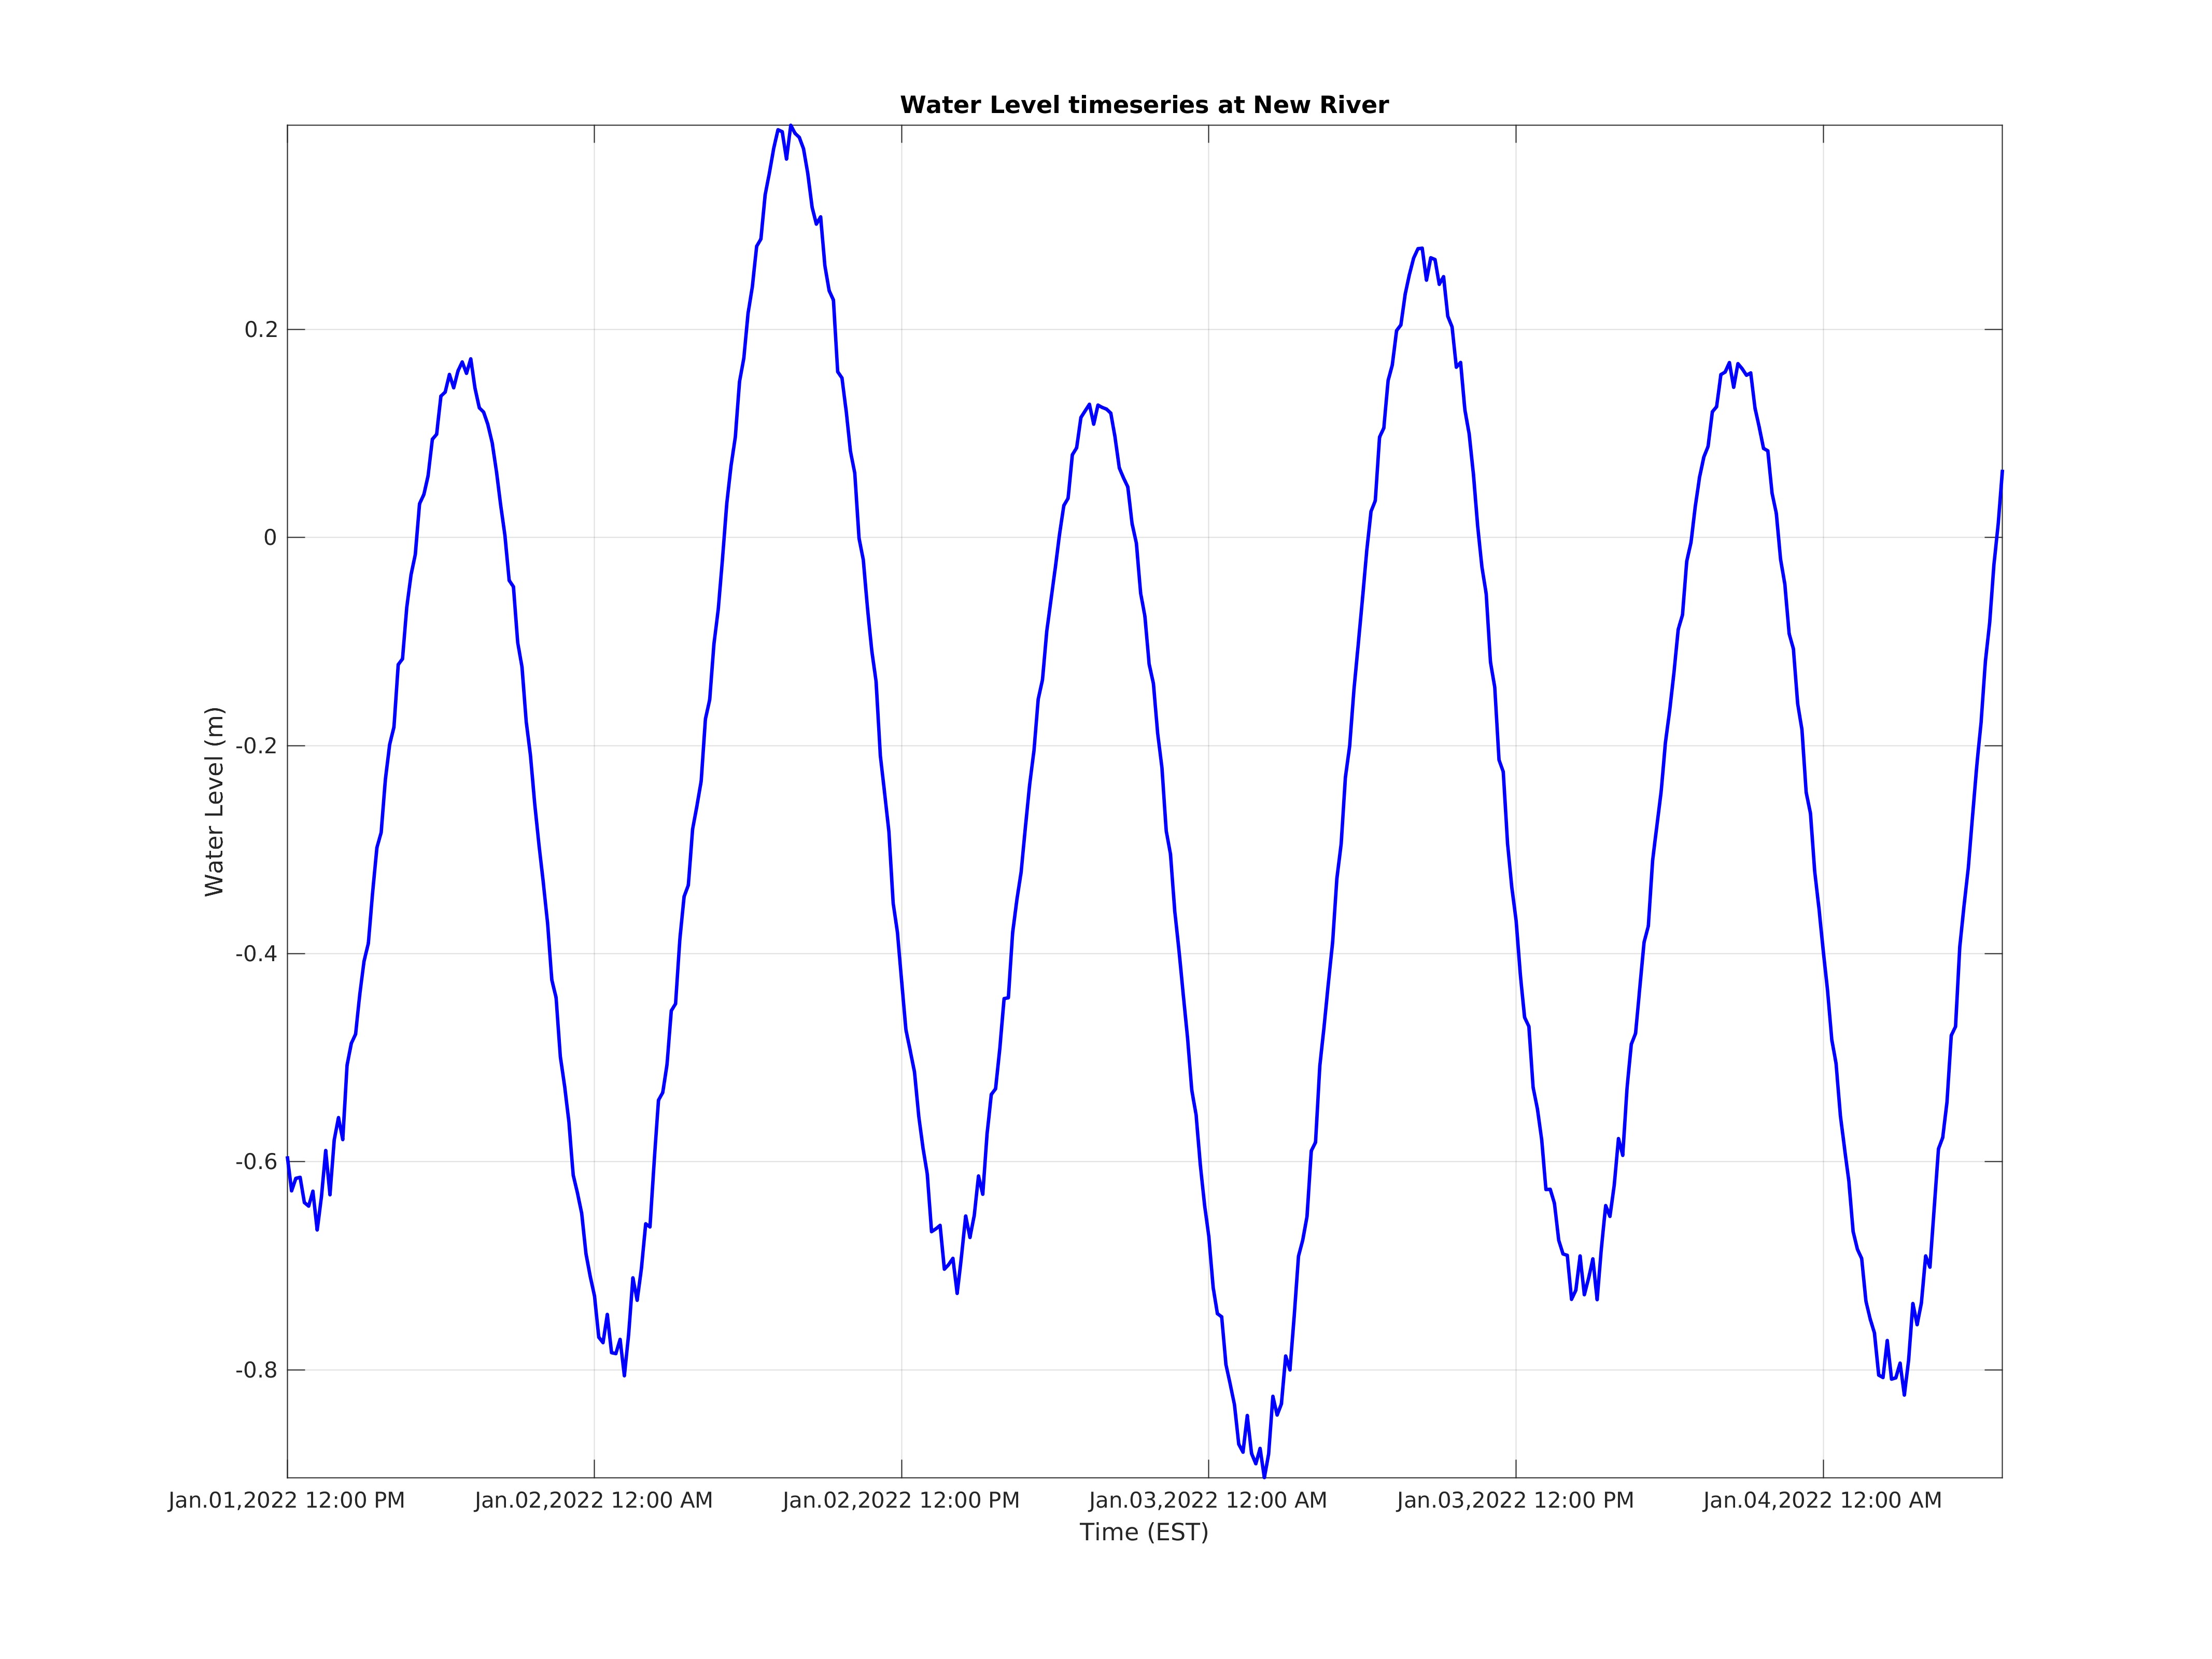 Water Level timeseries at New River
0.2
0
-0.2
-0.4
-0.6
-0.8
Water Level (m)
Jan.01,2022 12:00 PM
Jan.02,2022 12:00 AM
Jan.02,2022 12:00 PM
Jan.03,2022 12:00 AM
Jan.03,2022 12:00 PM
Jan.04,2022 12:00 AM
Time (EST)